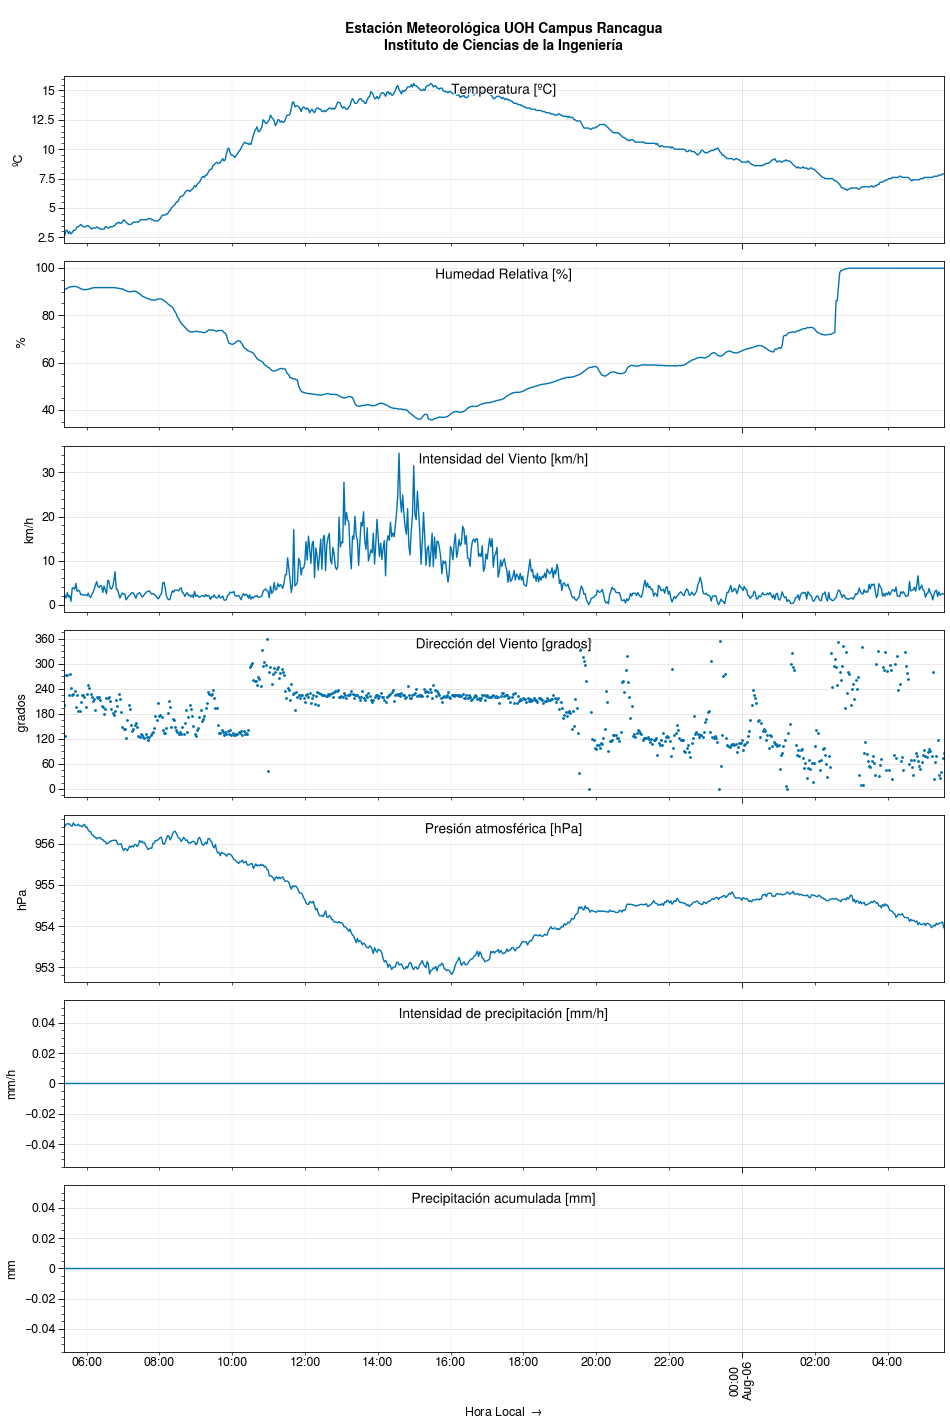 Estación Meteorológica UOH Campus Rancagua
Instituto de Ciencias de la Ingeniería
Temperatura [ºC]
15
12.5
10
7.5
5
2.5
ºC
Humedad Relativa [%]
100
80
60
40
%
Intensidad del Viento [km/h]
30
20
10
0
km/h
Dirección del Viento [grados]
360
300
240
180
120
60
0
grados
Presión atmosférica [hPa]
956
955
954
953
hPa
Intensidad de precipitación [mm/h]
0.04
0.02
0
−0.02
−0.04
mm/h
Precipitación acumulada [mm]
0.04
0.02
0
−0.02
−0.04
mm
06:00 08:00 10:00 12:00 14:00 16:00 18:00 20:00 22:00 00:00 02:00 04:00
Aug-06
Hora Local →